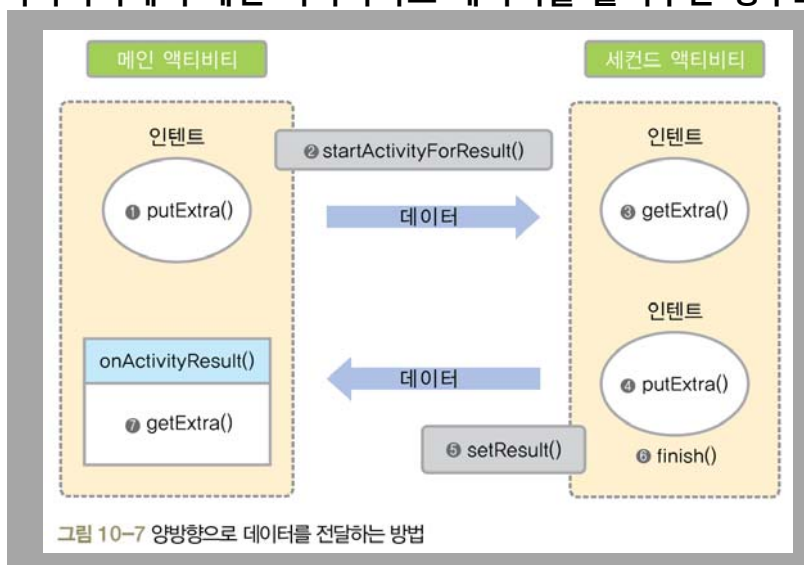 메인 액티비티
세컨드 액티비티
인텐트
❷ startActivityForResult()
인텐트
❶ putExtra()
데이터
❸ getExtra()
인텐트
onActivityResult()
데이터
❹ putExtra()
❼ getExtra()
❺ setResult()
❻ finish()
그림 10-7 양방향으로 데이터를 전달하는 방법